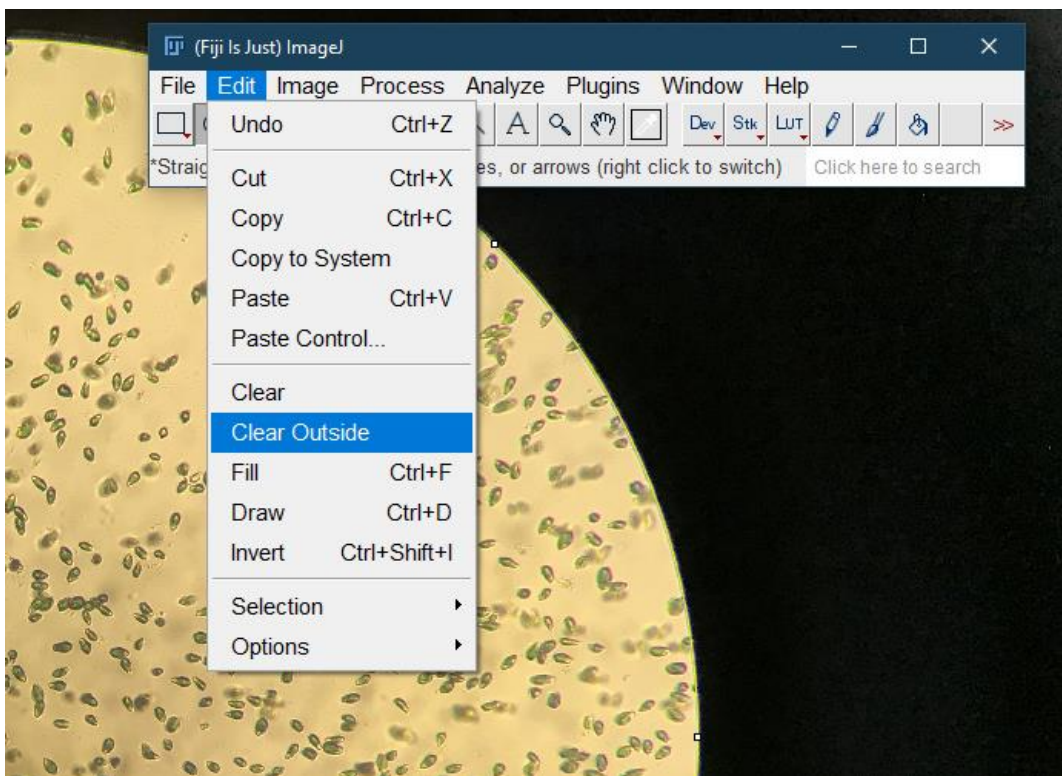 (Fiji Is Just) ImageJ
File Edit Image Process Analyze Plugins Window Help
A Dev Stk LUT >>
*Straig es, or arrows (right click to switch) Click here to search
Undo Ctrl+Z
Cut Ctrl+X
Copy Ctrl+C
Copy to System
Paste Ctrl+V
Paste Control...
Clear
Clear Outside
Fill Ctrl+F
Draw Ctrl+D
Invert Ctrl+Shift+I
Selection
Options